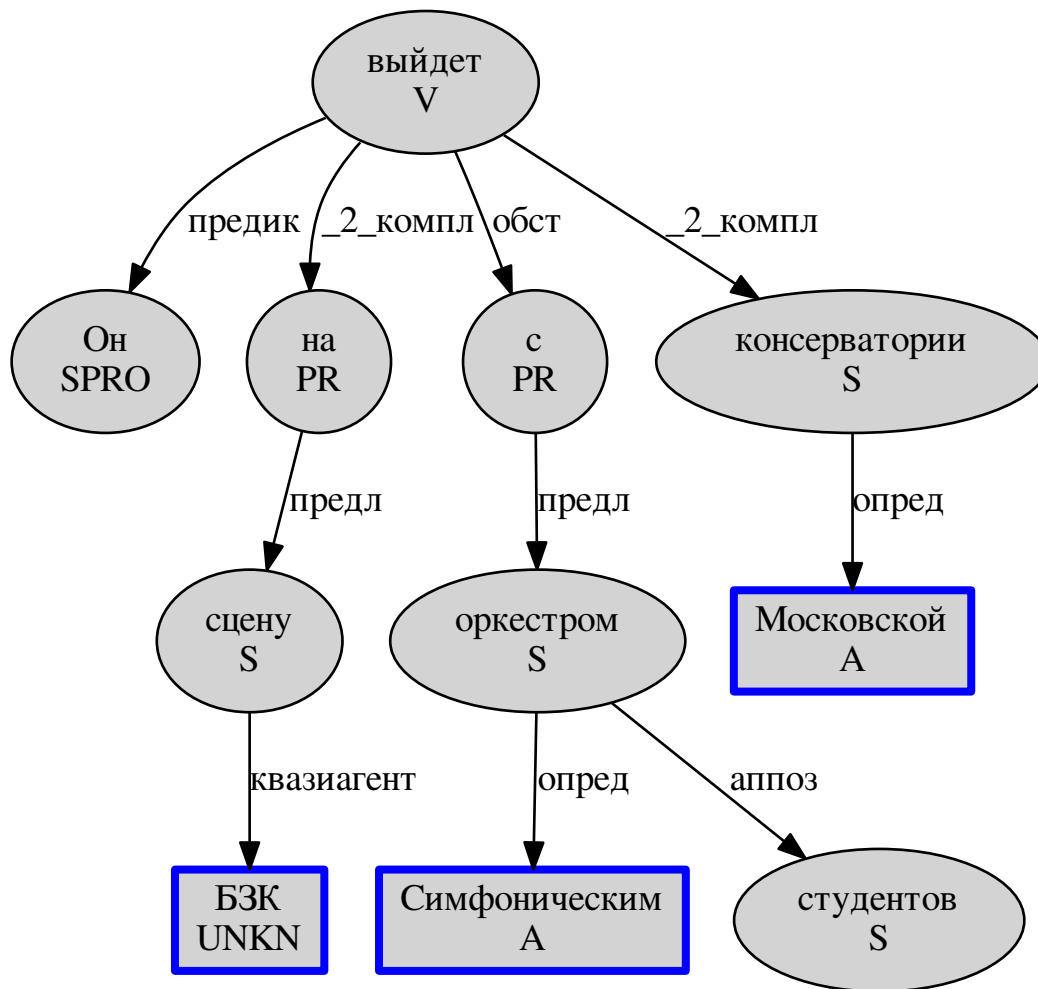 выйдет
V
предик
_2_компл
обст
_2_компл
Он
SPRO
на
PR
с
PR
консерватории
S
предл
предл
опред
сцену
S
оркестром
S
Московской
A
квазиагент
опред
аппоз
БЗК
UNKN
Симфоническим
A
студентов
S